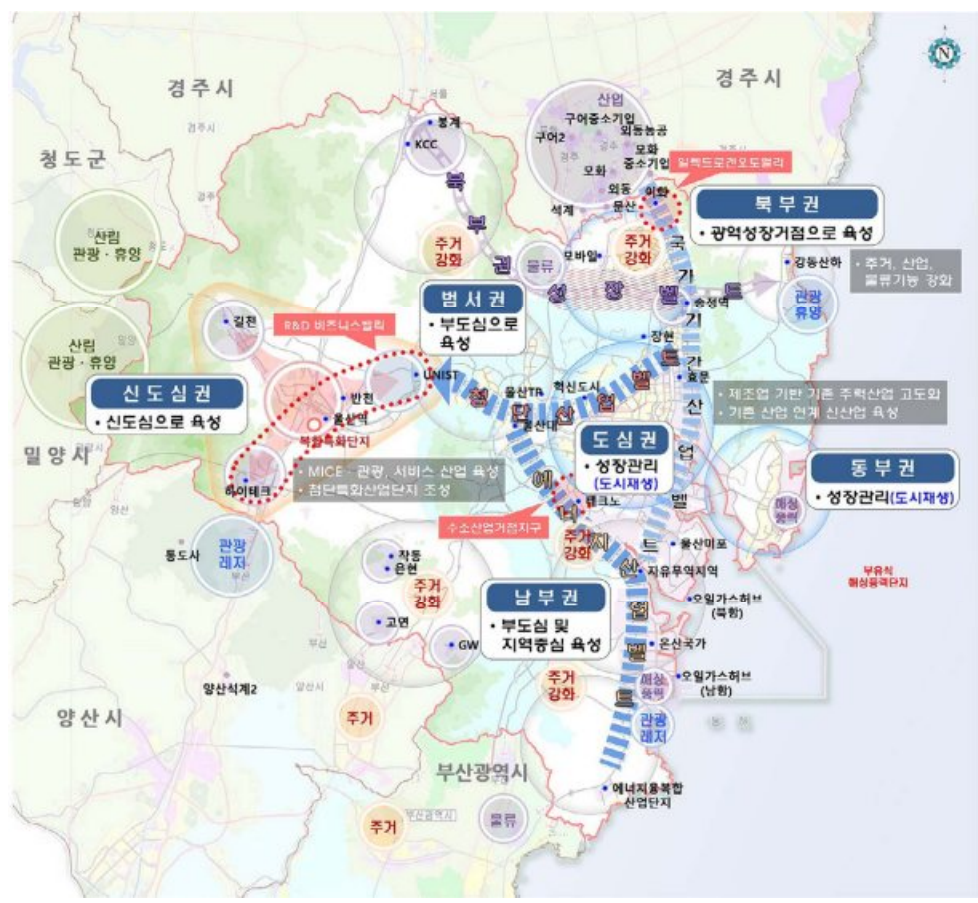 N
경주시
경주시
청도군
밀양시
양산시
부산광역시
산업
구어중소기업
구어2
외동농공
모화
중소기업
모화
외동
문산
이화
석계
일렉드로겐오토밸리
북부권
• 광역성장거점으로 육성
봉계
KCC
북부권성장벨트
주거
강화
물류
모바일
주거
강화
강동산하
• 주거, 산업,
물류기능 강화
관광
휴양
송정역
산림
관광·휴양
산림
관광·휴양
범서권
• 부도심으로
육성
R&D 비즈니스밸리
길천
UNIST
반천
울산역
복합특화단지
하이테크
신도심권
• 신도심으로 육성
• MICE·관광, 서비스 산업 육성
• 첨단특화산업단지 조성
장현
효문
국가기간산업벨트
첨단산업벨트
울산TP
혁신도시
울산대
• 제조업 기반 기존 주력산업 고도화
• 기존 산업 연계 신산업 육성
도심권
• 성장관리
(도시재생)
동부권
• 성장관리(도시재생)
해상
풍력
테크노
수소산업거점지구
주거
강화
에너지산업벨트
울산미포
자유무역지역
부유식
해상풍력단지
오일가스허브
(북항)
통도사
관광
레저
작동
은현
주거
강화
고연
GW
남부권
• 부도심 및
지역중심 육성
온산국가
오일가스허브
(남항)
해상
풍력
관광
레저
주거
강화
양산석계2
주거
주거
물류
부산광역시
에너지융복합
산업단지